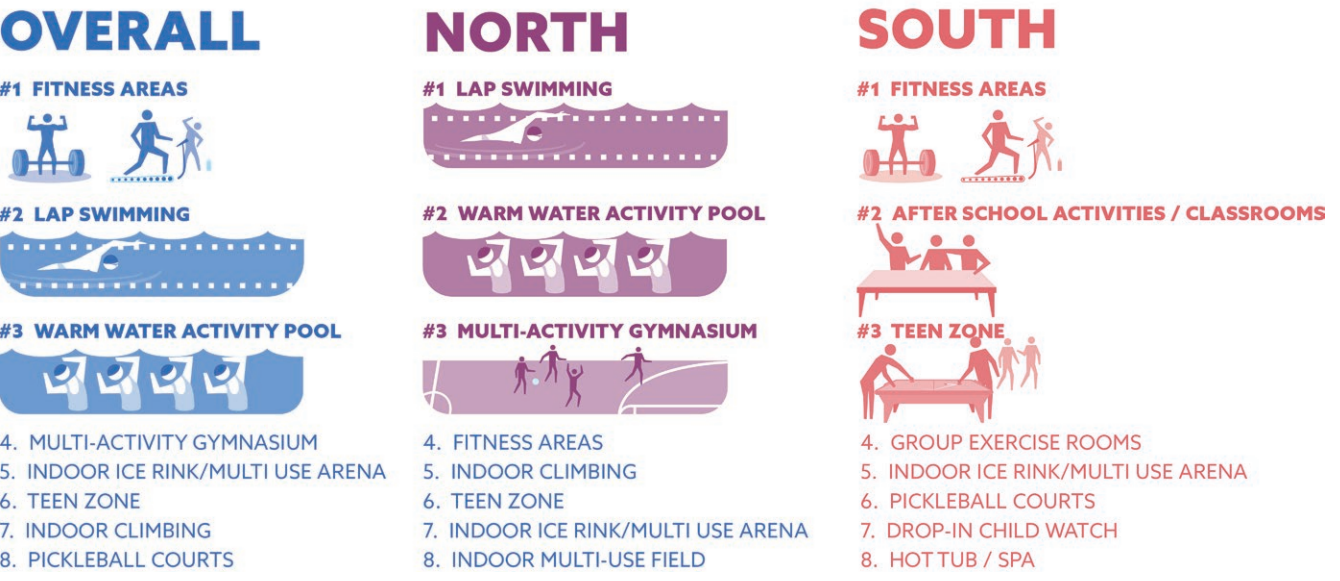 OVERALL
#1 FITNESS AREAS
#2 LAP SWIMMING
#3 WARM WATER ACTIVITY POOL
4. MULTI-ACTIVITY GYMNASIUM
5. INDOOR ICE RINK/MULTI USE ARENA
6. TEEN ZONE
7. INDOOR CLIMBING
8. PICKLEBALL COURTS
NORTH
#1 LAP SWIMMING
#2 WARM WATER ACTIVITY POOL
#3 MULTI-ACTIVITY GYMNASIUM
4. FITNESS AREAS
5. INDOOR CLIMBING
6. TEEN ZONE
7. INDOOR ICE RINK/MULTI USE ARENA
8. INDOOR MULTI-USE FIELD
SOUTH
#1 FITNESS AREAS
#2 AFTER SCHOOL ACTIVITIES / CLASSROOMS
#3 TEEN ZONE
4. GROUP EXERCISE ROOMS
5. INDOOR ICE RINK/MULTI USE ARENA
6. PICKLEBALL COURTS
7. DROP-IN CHILD WATCH
8. HOT TUB / SPA